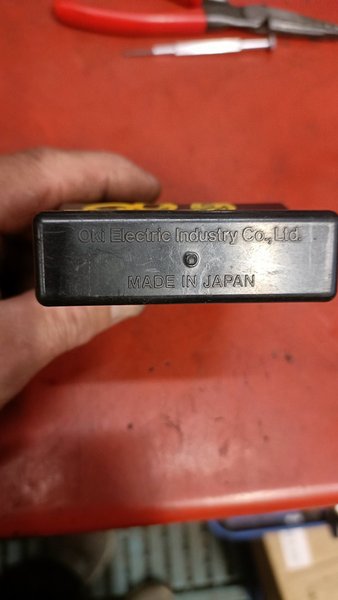 OKI Electric Industry Co., Ltd.
MADE IN JAPAN